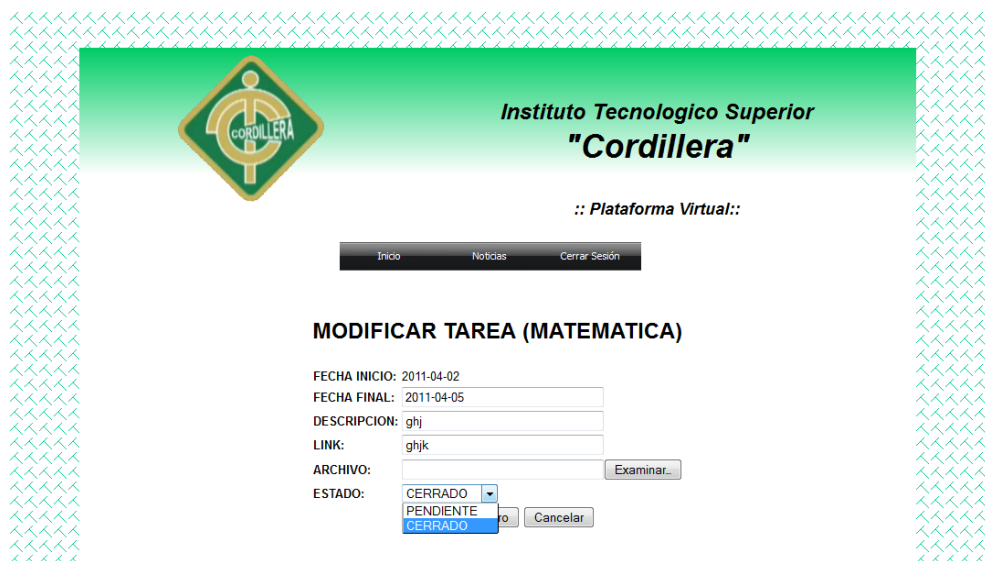 CORDILLERA
Instituto Tecnologico Superior
"Cordillera"
:: Plataforma Virtual::
Inicio Noticias Cerrar Sesión
MODIFICAR TAREA (MATEMATICA)
FECHA INICIO: 2011-04-02
FECHA FINAL: 2011-04-05
DESCRIPCION: ghj
LINK: ghjk
ARCHIVO: Examinar...
ESTADO: CERRADO
PENDIENTE
CERRADO
Cancelar